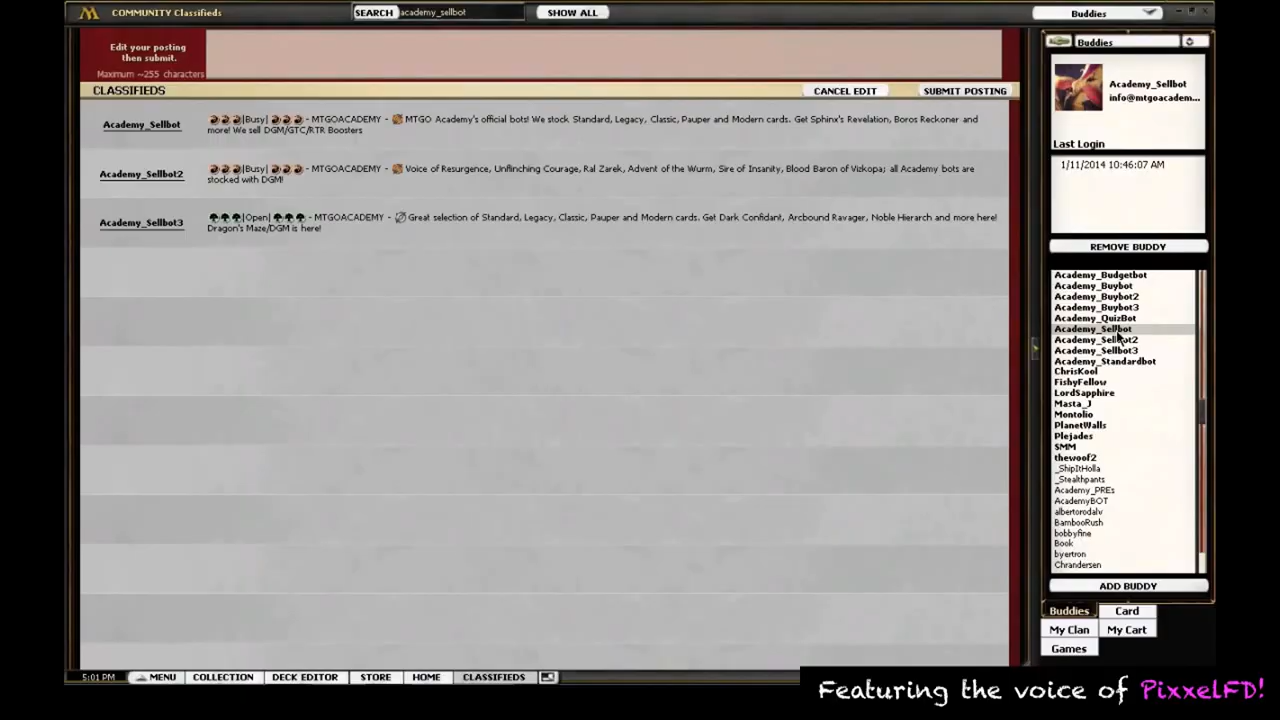 COMMUNITY Classifieds
SEARCH academy_sellbot
SHOW ALL
Buddies
Edit your posting
then submit.
Maximum ~255 characters
CLASSIFIEDS
CANCEL EDIT
SUBMIT POSTING
Academy_Sellbot
|Busy| - MTGOACADEMY - MTGO Academy's official bots! We stock Standard, Legacy, Classic, Pauper and Modern cards. Get Sphinx's Revelation, Boros Reckoner and
more! We sell DGM/GTC/RTR Boosters
Academy_Sellbot2
|Busy| - MTGOACADEMY - Voice of Resurgence, Unflinching Courage, Ral Zarek, Advent of the Wurm, Sire of Insanity, Blood Baron of Vizkopa; all Academy bots are
stocked with DGM!
Academy_Sellbot3
|Open| - MTGOACADEMY - Great selection of Standard, Legacy, Classic, Pauper and Modern cards. Get Dark Confidant, Arcbound Ravager, Noble Hierarch and more here!
Dragon's Maze/DGM is here!
Buddies
Academy_Sellbot
info@mtgoacadem...
Last Login
1/11/2014 10:46:07 AM
REMOVE BUDDY
Academy_Budgetbot
Academy_Buybot
Academy_Buybot2
Academy_Buybot3
Academy_QuizBot
Academy_Sellbot
Academy_Sellbot2
Academy_Sellbot3
Academy_Standardbot
ChrisKool
FishyFellow
LordSapphire
Masta_J
Montolio
PlanetWalls
Plejades
SMM
thewoof2
_ShipItHolla
_Stealthpants
Academy_PREs
AcademyBOT
albertorodalv
BambooRush
bobbyfine
Book
byertron
Chrandersen
ADD BUDDY
Buddies
Card
My Clan
My Cart
Games
5:01 PM
MENU
COLLECTION
DECK EDITOR
STORE
HOME
CLASSIFIEDS
Featuring the voice of PixxelFD!